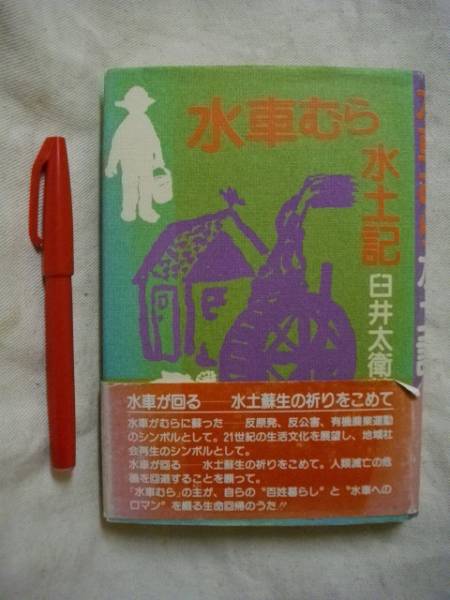 水車むら
水土記
臼井太衛
水車が回る──水土蘇生の祈りをこめて
水車がむらに蘇った──反原発、反公害、有機農業運動
のシンボルとして。21世紀の生活文化を展望し、地域社
会再生のシンボルとして。
水車が回る──水土蘇生の祈りをこめて。人類滅亡の危
機を回避することを願って。
「水車むら」の主が、自らの“百姓暮らし”と“水車への
ロマン”を綴る生命回帰のうた!!